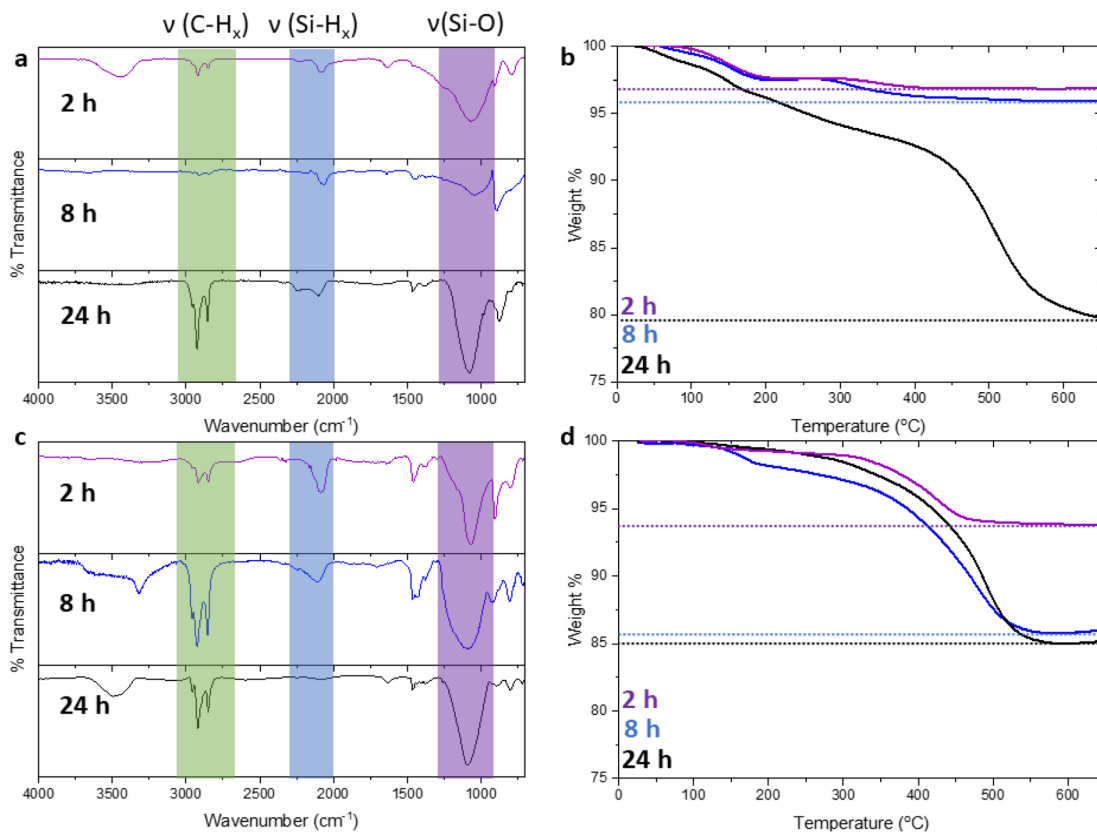 ν (C-Hₓ) ν (Si-Hₓ) ν(Si-O)
a
2 h
8 h
24 h
% Transmittance
4000 3500 3000 2500 2000 1500 1000
Wavenumber (cm⁻¹)
b
100
95
90
85
80
75
Weight %
2 h
8 h
24 h
0 100 200 300 400 500 600
Temperature (°C)
c
2 h
8 h
24 h
% Transmittance
4000 3500 3000 2500 2000 1500 1000
Wavenumber (cm⁻¹)
d
100
95
90
85
80
75
Weight %
2 h
8 h
24 h
0 100 200 300 400 500 600
Temperature (°C)